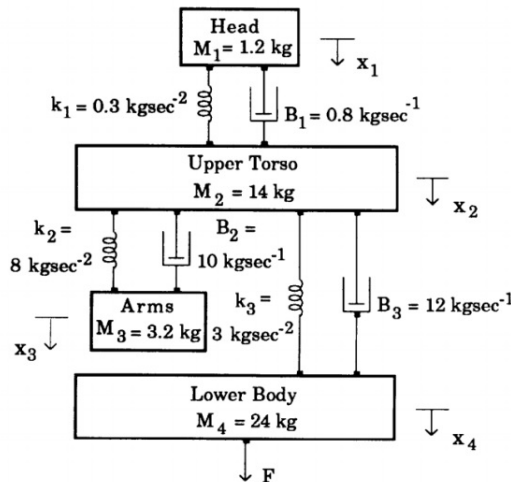 Head
M₁ = 1.2 kg
x₁
k₁ = 0.3 kgsec⁻²
B₁ = 0.8 kgsec⁻¹
Upper Torso
M₂ = 14 kg
x₂
k₂ =
8 kgsec⁻²
B₂ =
10 kgsec⁻¹
k₃ =
3 kgsec⁻²
B₃ = 12 kgsec⁻¹
Arms
M₃ = 3.2 kg
x₃
Lower Body
M₄ = 24 kg
x₄
F